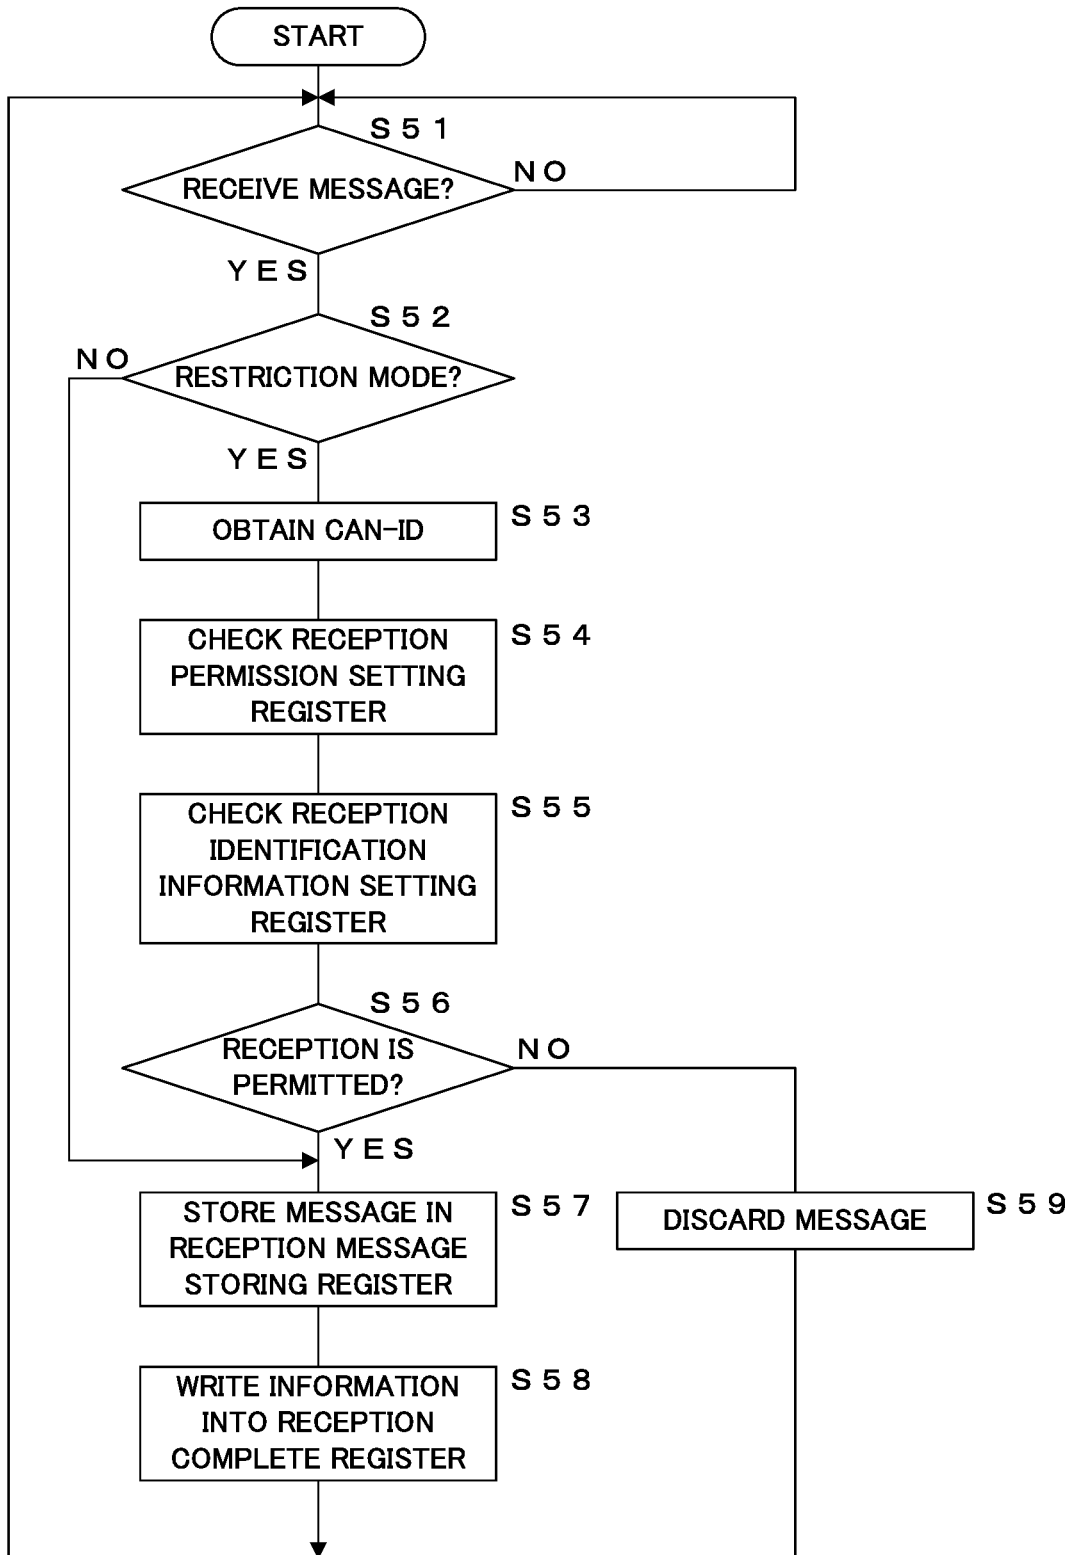 START
S51
RECEIVE MESSAGE?
NO
YES
S52
NO
RESTRICTION MODE?
YES
OBTAIN CAN-ID
S53
CHECK RECEPTION
PERMISSION SETTING
REGISTER
S54
CHECK RECEPTION
IDENTIFICATION
INFORMATION SETTING
REGISTER
S55
S56
RECEPTION IS
PERMITTED?
NO
YES
STORE MESSAGE IN
RECEPTION MESSAGE
STORING REGISTER
S57
DISCARD MESSAGE
S59
WRITE INFORMATION
INTO RECEPTION
COMPLETE REGISTER
S58